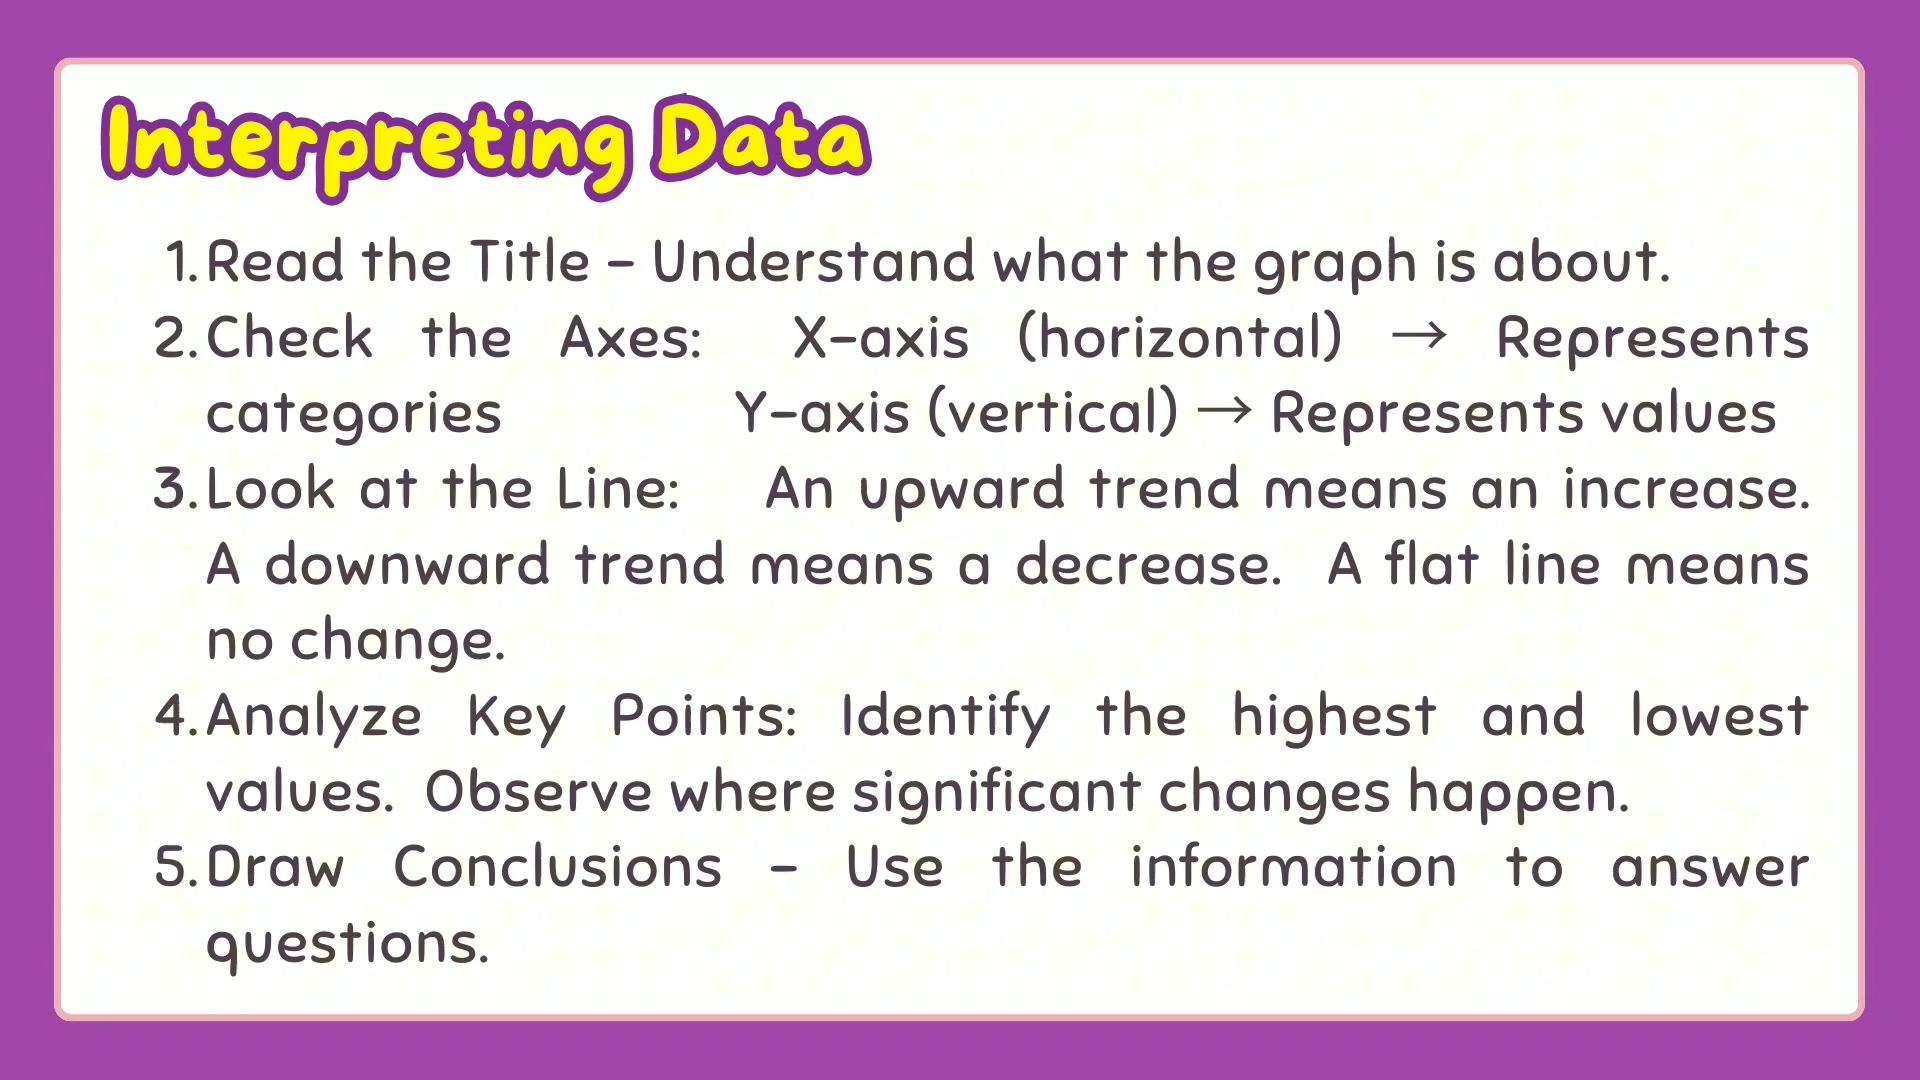 Interpreting Data
1. Read the Title – Understand what the graph is about.
2. Check the Axes: X-axis (horizontal) → Represents
categories Y-axis (vertical) → Represents values
3. Look at the Line: An upward trend means an increase.
A downward trend means a decrease. A flat line means
no change.
4. Analyze Key Points: Identify the highest and lowest
values. Observe where significant changes happen.
5. Draw Conclusions – Use the information to answer
questions.